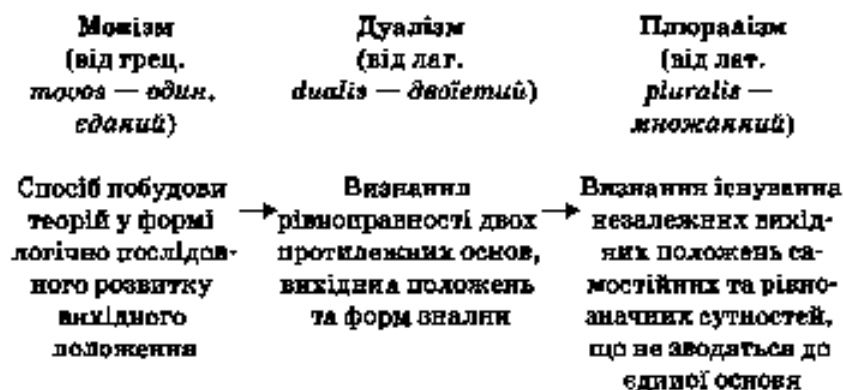 Монізм
(від грец.
monos — один,
єдиний)
Дуалізм
(від лат.
dualis — двоїстий)
Плюралізм
(від лат.
pluralis —
множинний)
Спосіб побудови
теорій у формі
логічно послідов-
ного розвитку
вихідного
положення
Визнання
рівноправності двох
протилежних основ,
вихідних положень
та форм знання
Визнання існування
незалежних вихід-
них положень са-
мостійних та рівно-
значних сутностей,
що не зводяться до
єдиної основи